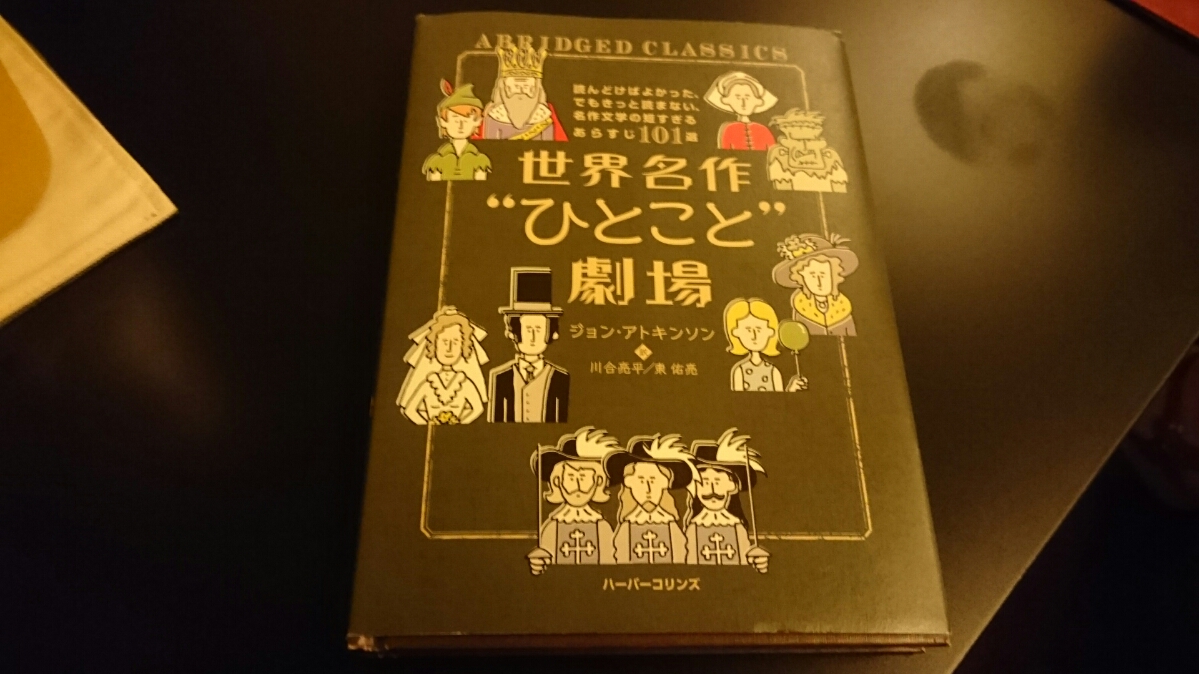 ABRIDGED CLASSICS
読んどけばよかった、
でもきっと読まない、
名作文学の短すぎる
あらすじ101選
世界名作
“ひとこと”
劇場
ジョン・アトキンソン
訳
川合亮平/東 佑亮
ハーパーコリンズ